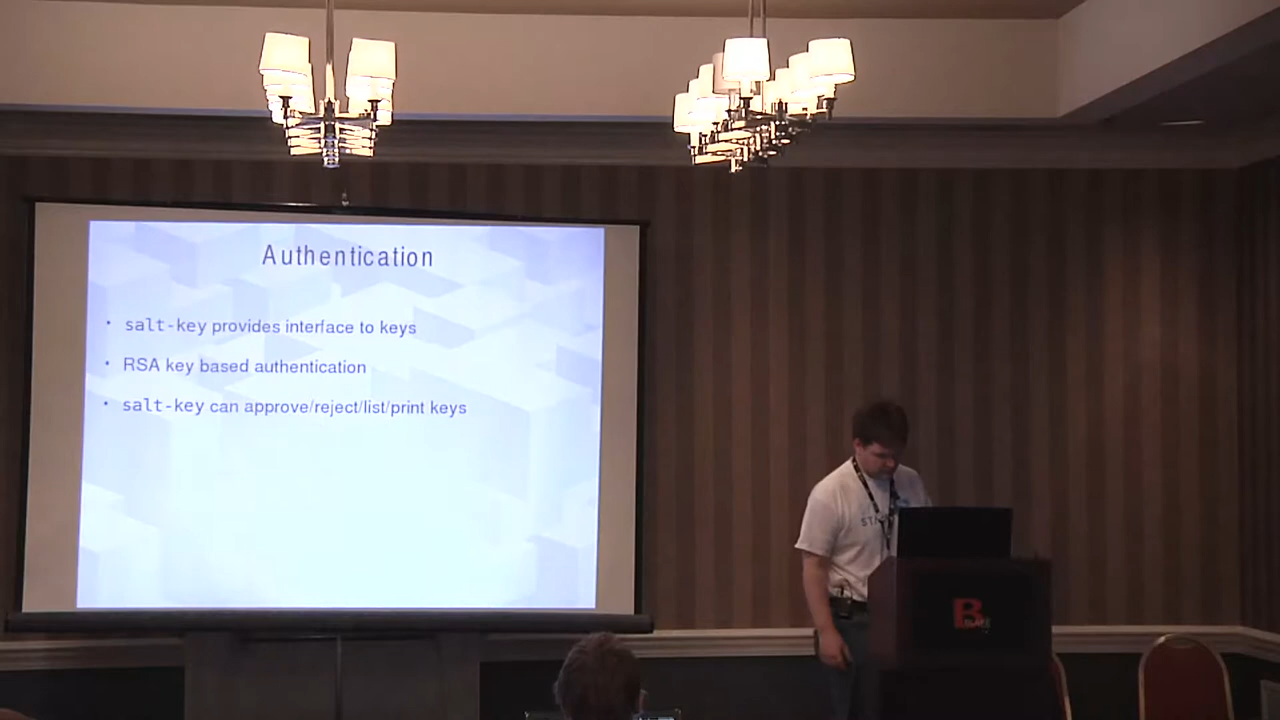 Authentication
• salt-key provides interface to keys
• RSA key based authentication
• salt-key can approve/reject/list/print keys
B